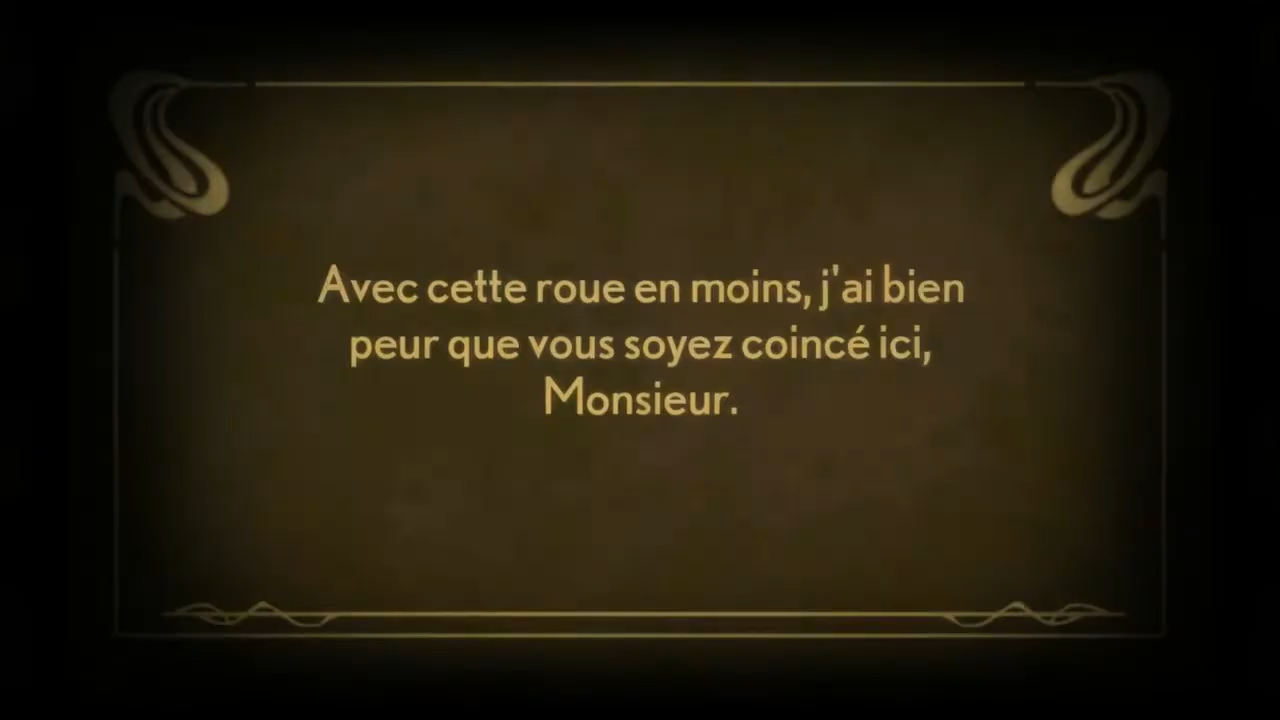 Avec cette roue en moins, j'ai bien
peur que vous soyez coincé ici,
Monsieur.